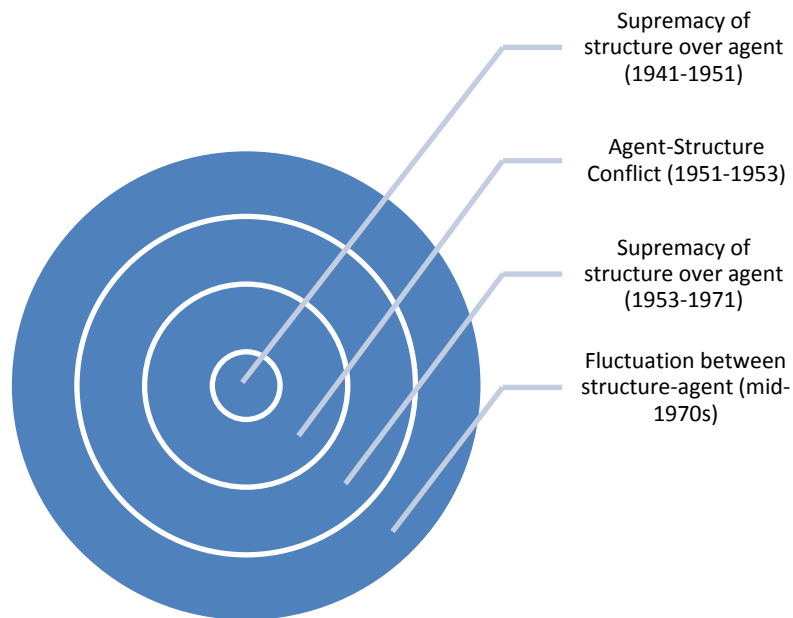 Supremacy of
structure over agent
(1941-1951)
Agent-Structure
Conflict (1951-1953)
Supremacy of
structure over agent
(1953-1971)
Fluctuation between
structure-agent (mid-
1970s)